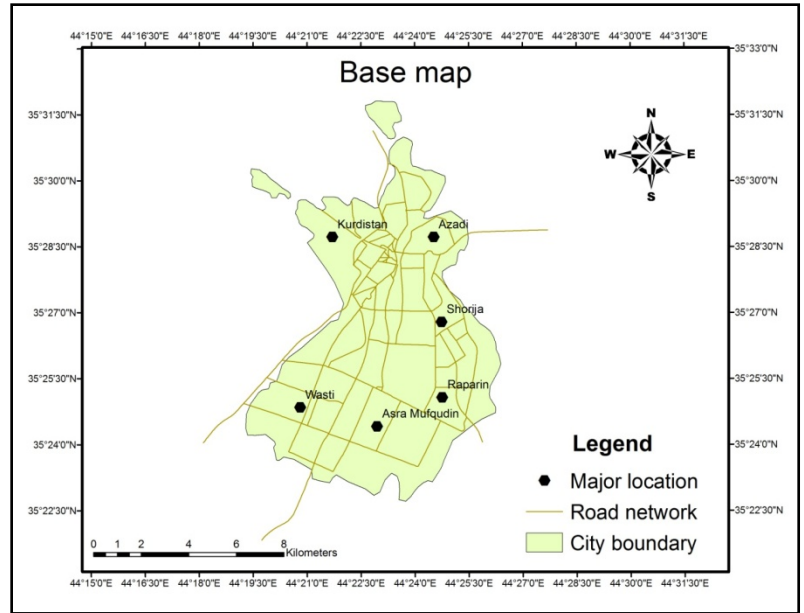 44°15'0"E 44°16'30"E 44°18'0"E 44°19'30"E 44°21'0"E 44°22'30"E 44°24'0"E 44°25'30"E 44°27'0"E 44°28'30"E 44°30'0"E 44°31'30"E
35°33'0"N
Base map
35°31'30"N 35°31'30"N
N
W E
S
35°30'0"N 35°30'0"N
Kurdistan Azadi
35°28'30"N 35°28'30"N
35°27'0"N 35°27'0"N
Shorija
35°25'30"N 35°25'30"N
Raparin
Wasti
Asra Mufqudin
35°24'0"N 35°24'0"N
Legend
Major location
Road network
City boundary
35°22'30"N 35°22'30"N
0 1 2 4 6 8
Kilometers
44°15'0"E 44°16'30"E 44°18'0"E 44°19'30"E 44°21'0"E 44°22'30"E 44°24'0"E 44°25'30"E 44°27'0"E 44°28'30"E 44°30'0"E 44°31'30"E